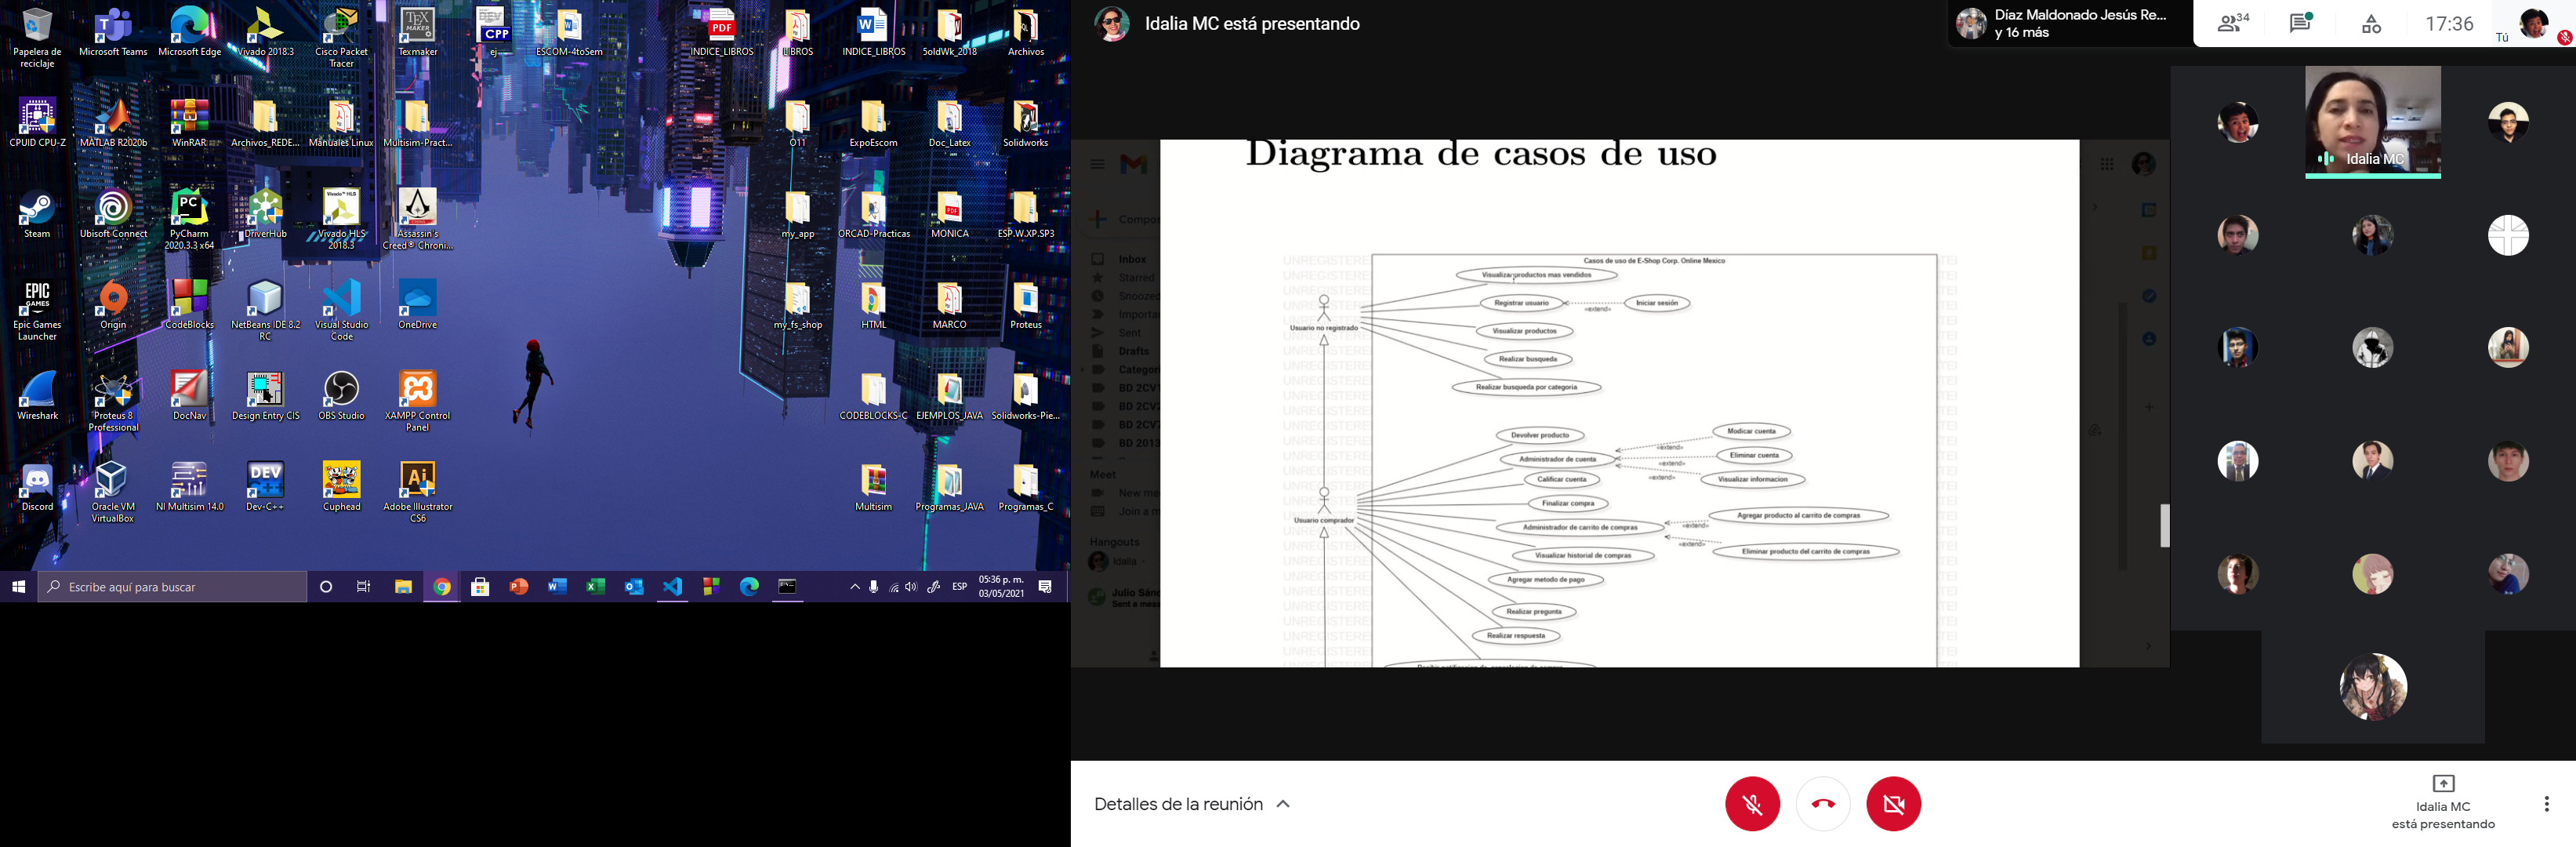 Papelera de reciclaje
Microsoft Teams
Microsoft Edge
Vivado 2018.3
Cisco Packet Tracer
Texmaker
ej
ESCOM-4toSem
INDICE_LIBROS
LIBROS
INDICE_LIBROS
5oldWk_2018
Archivos
CPUID CPU-Z
MATLAB R2020b
WinRAR
Archivos_REDE...
Manuales Linux
Multisim-Pract...
O11
ExpoEscom
Doc_Latex
Solidworks
Steam
Ubisoft Connect
PyCharm 2020.3.3 x64
DriverHub
Vivado HLS 2018.3
Assassin's Creed® Chroni...
my_app
ORCAD-Practicas
MONICA
ESP.W.XP.SP3
Epic Games Launcher
Origin
CodeBlocks
NetBeans IDE 8.2 RC
Visual Studio Code
OneDrive
my_fs_shop
HTML
MARCO
Proteus
Wireshark
Proteus 8 Professional
DocNav
Design Entry CIS
OBS Studio
XAMPP Control Panel
CODEBLOCKS-C
EJEMPLOS_JAVA
Solidworks-Pie...
Discord
Oracle VM VirtualBox
NI Multisim 14.0
Dev-C++
Cuphead
Adobe Illustrator CS6
Multisim
Programas_JAVA
Programas_C
Escribe aquí para buscar
ESP
05:36 p. m.
03/05/2021
Idalia MC está presentando
Díaz Maldonado Jesús Re...
y 16 más
34
17:36
Tú
Idalia MC
Diagrama de casos de uso
Compos
Inbox
Starred
Snoozed
Importan
Sent
Drafts
Categori
BD 2CV
BD 2CV
BD 2CV
BD 2013
Meet
New me
Join a m
Hangouts
Idalia
Julio Sánc
Sent a mess
UNREGISTERE
Casos de uso de E-Shop Corp. Online Mexico
Visualizar productos mas vendidos
Registrar usuario
«extend»
Iniciar sesión
Usuario no registrado
Visualizar productos
Realizar busqueda
Realizar busqueda por categoria
Devolver producto
Modicar cuenta
«extend»
Administrador de cuenta
Eliminar cuenta
«extend»
Calificar cuenta
«extend»
Visualizar informacion
Finalizar compra
Usuario comprador
Administrador de carrito de compras
«extend»
Agregar producto al carrito de compras
«extend»
Eliminar producto del carrito de compras
Visualizar historial de compras
Agregar metodo de pago
Realizar pregunta
Realizar respuesta
Detalles de la reunión
Idalia MC
está presentando